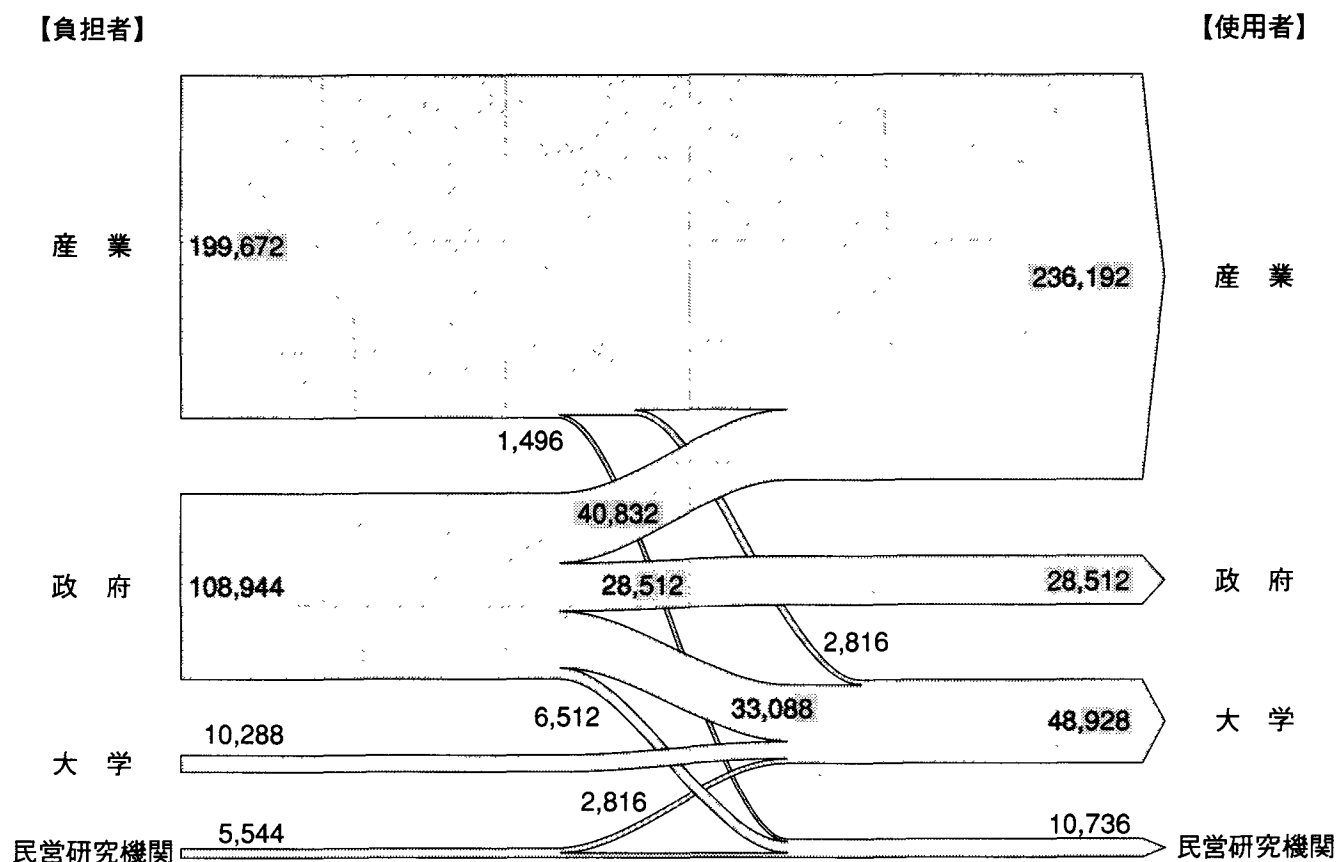 【負担者】 【使用者】
産 業 199,672
236,192 産 業
1,496
40,832
政 府 108,944 28,512 28,512 政 府
2,816
6,512 33,088 48,928 大 学
10,288
大 学
2,816
5,544 10,736
民営研究機関 民営研究機関